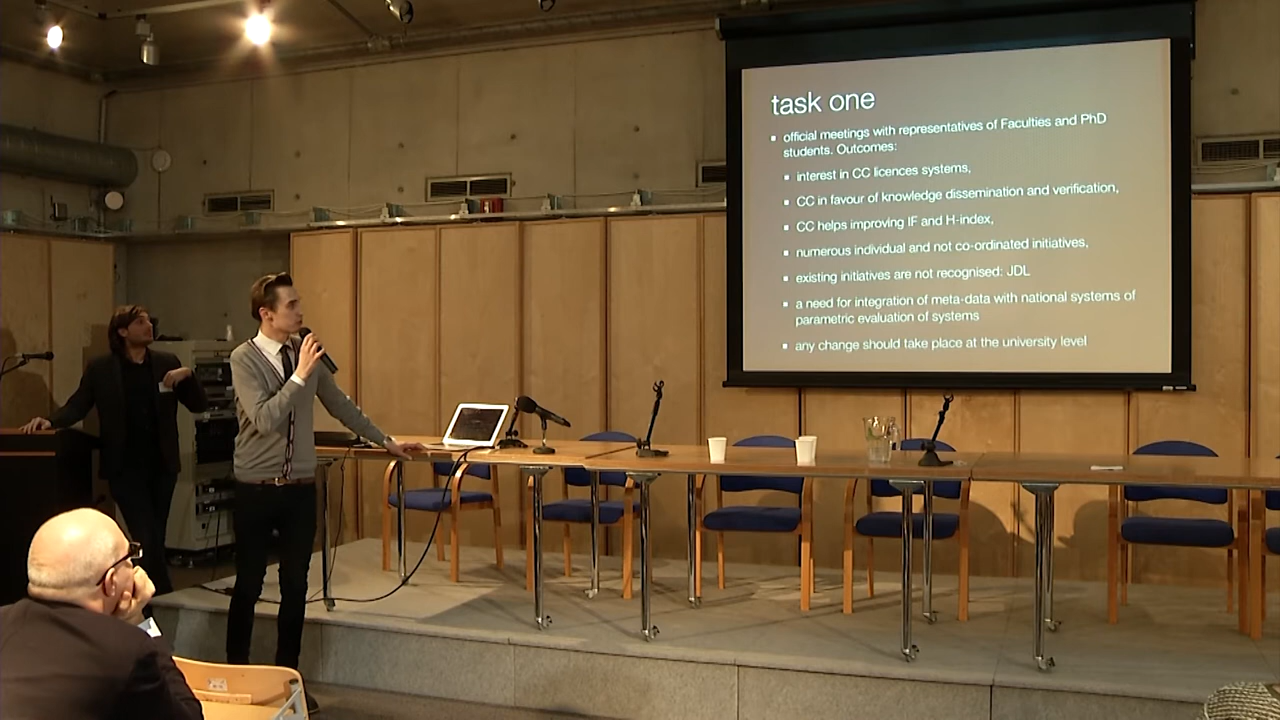 task one
▪ official meetings with representatives of Faculties and PhD
students. Outcomes:
▪ interest in CC licences systems,
▪ CC in favour of knowledge dissemination and verification,
▪ CC helps improving IF and H-index,
▪ numerous individual and not co-ordinated initiatives,
▪ existing initiatives are not recognised: JDL
▪ a need for integration of meta-data with national systems of
parametric evaluation of systems
▪ any change should take place at the university level